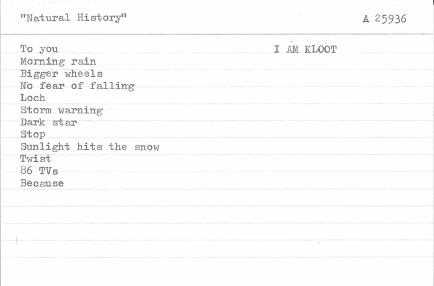 "Natural History" A 25936
To you I AM KLOOT
Morning rain
Bigger wheels
No fear of falling
Loch
Storm warning
Dark star
Stop
Sunlight hits the snow
Twist
86 TVs
Because